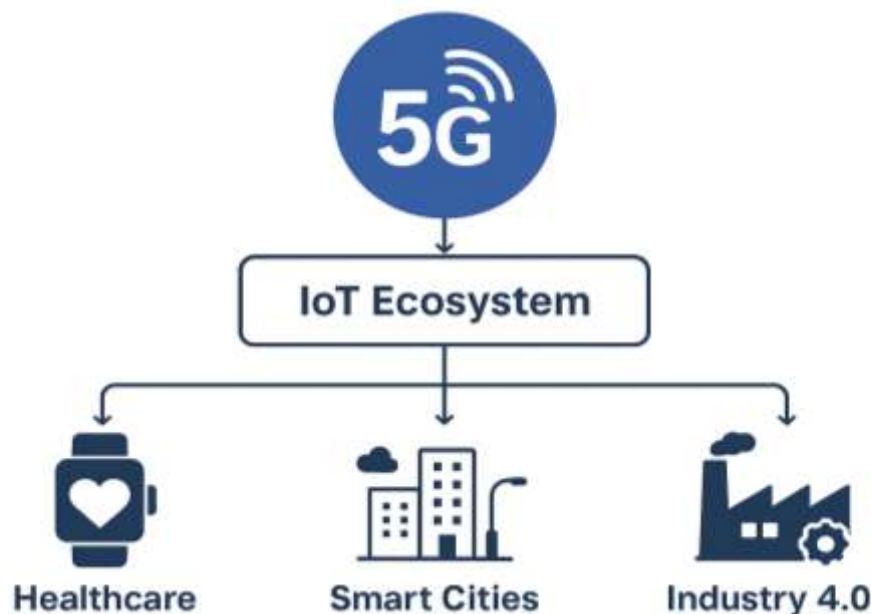 5G
IoT Ecosystem
Healthcare
Smart Cities
Industry 4.0